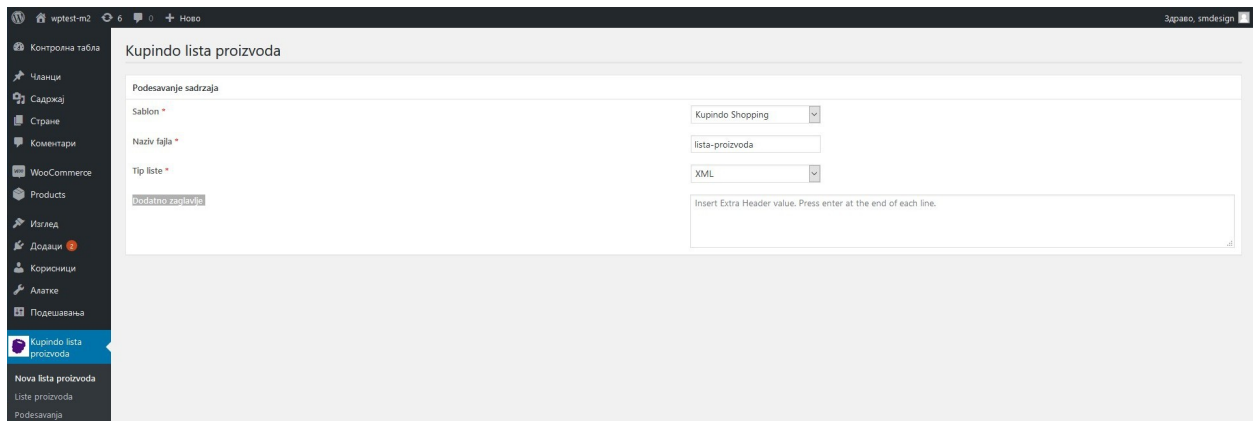 wptest-m2 6 0 + Ново
Здраво, smdesign
Контролна табла
Чланци
Садржај
Стране
Коментари
WooCommerce
Products
Изглед
Додаци 2
Корисници
Алатке
Подешавања
Kupindo lista
proizvoda
Nova lista proizvoda
Liste proizvoda
Podesavanja
Kupindo lista proizvoda
Podesavanje sadrzaja
Sablon * Kupindo Shopping
Naziv fajla * lista-proizvoda
Tip liste * XML
Dodatno zaglavlje Insert Extra Header value. Press enter at the end of each line.